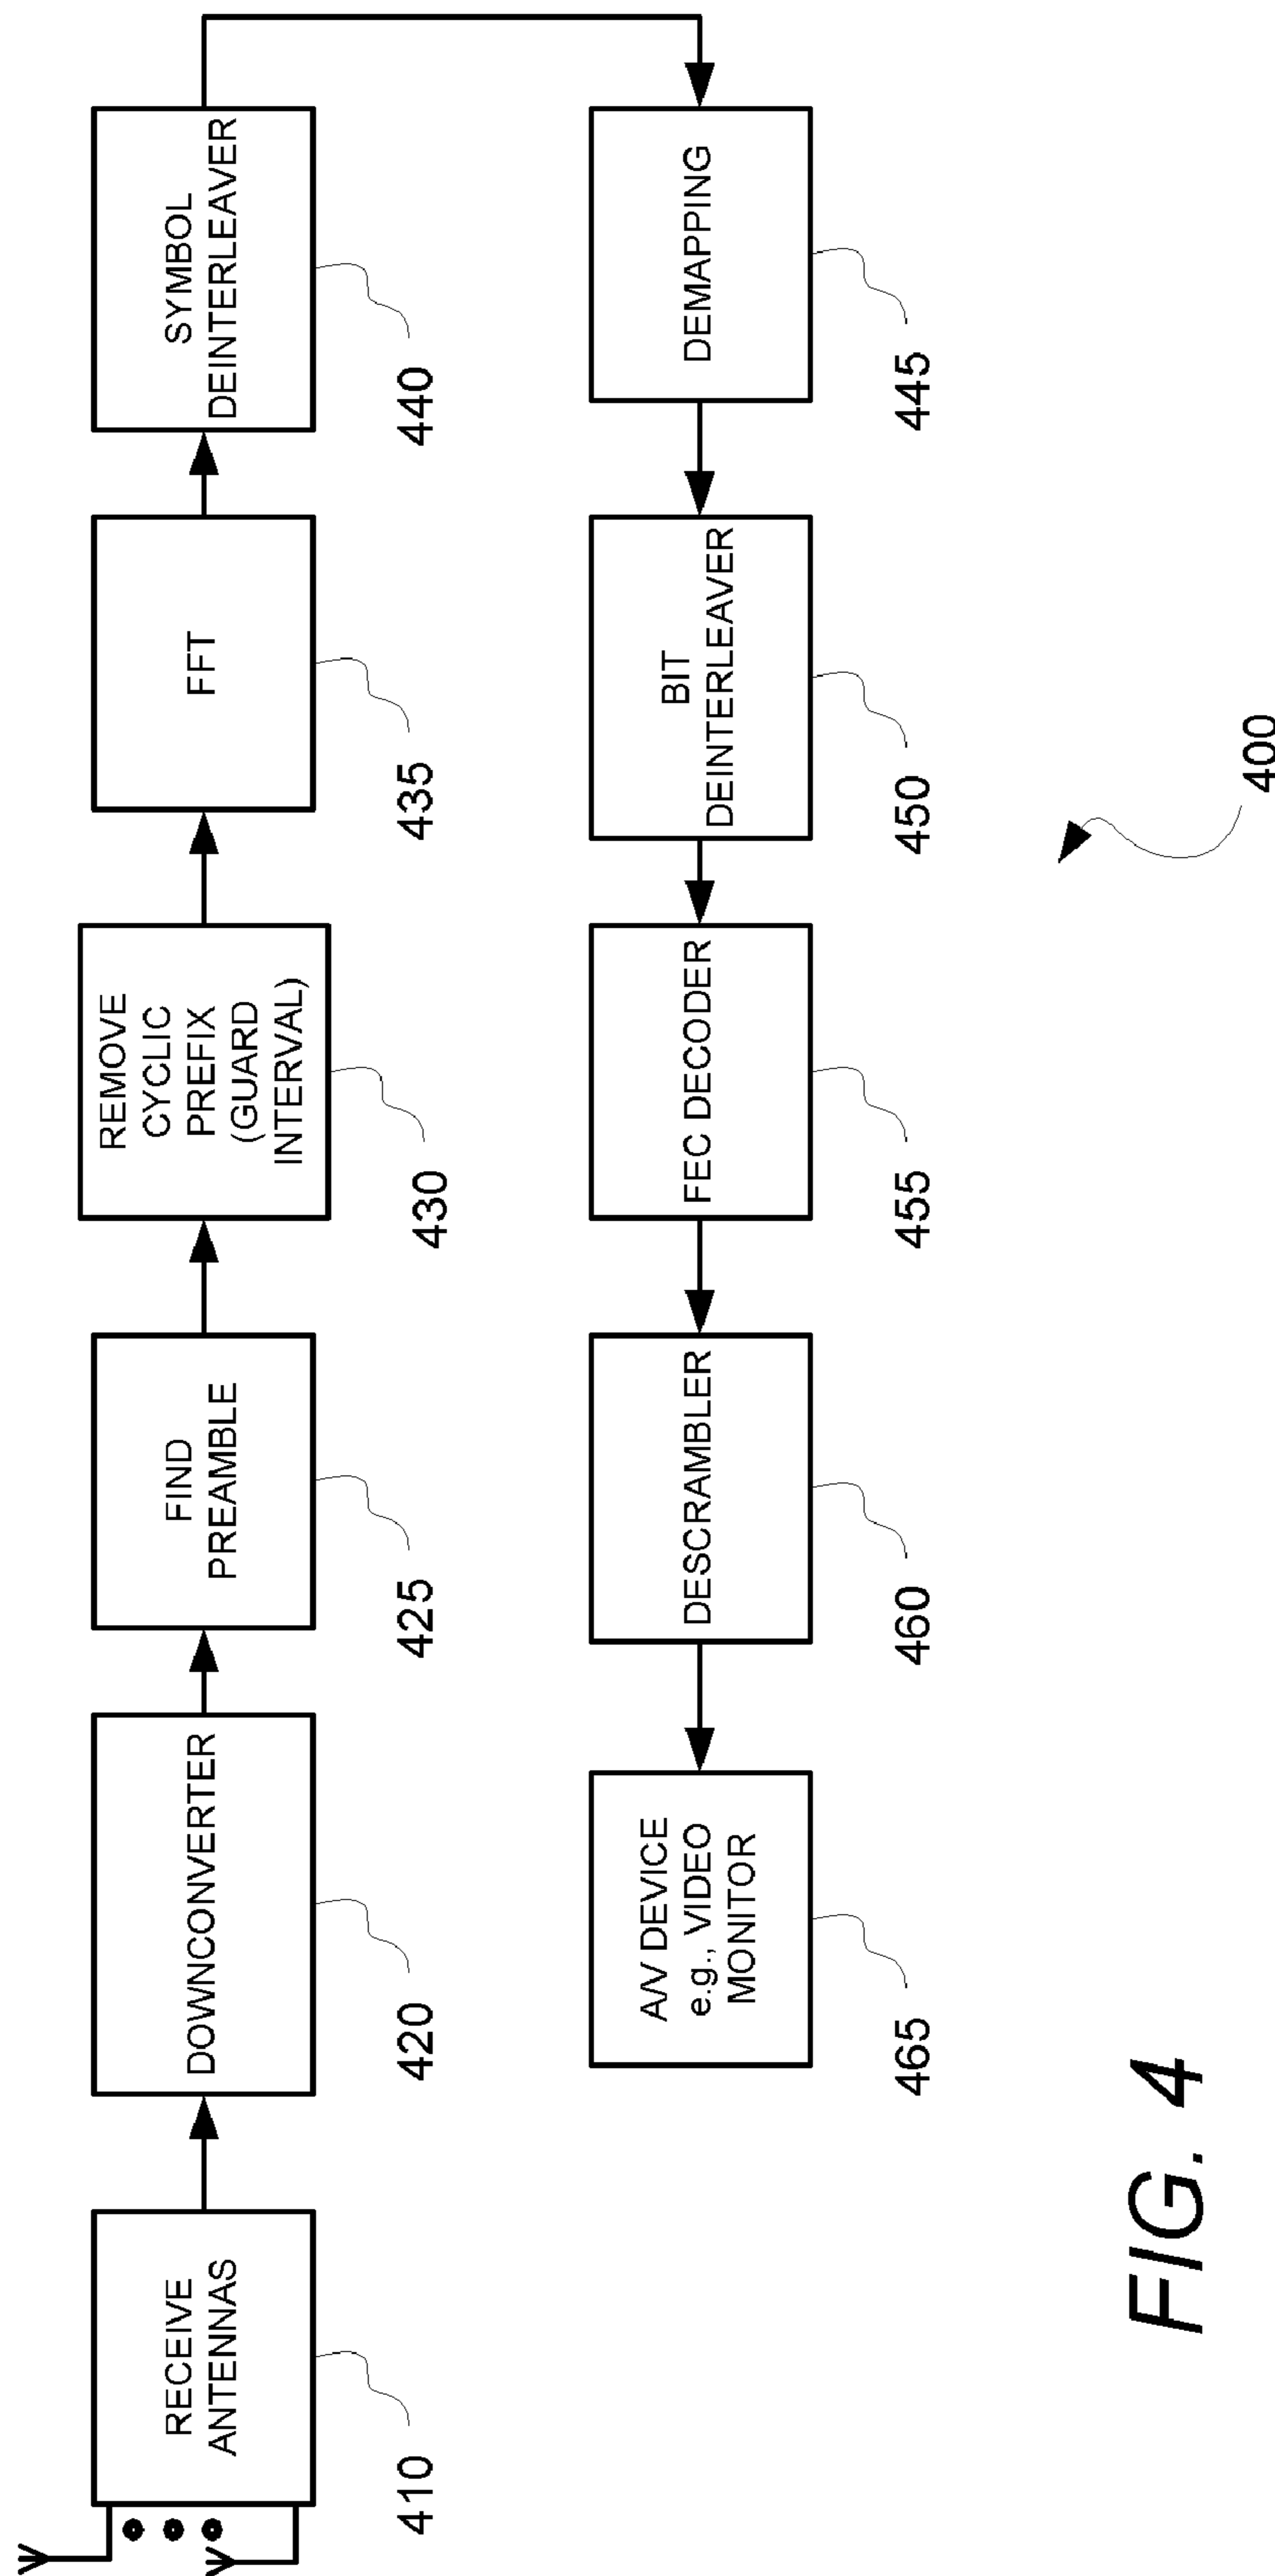 RECEIVE
ANTENNAS
410
DOWNCONVERTER
420
FIND
PREAMBLE
425
REMOVE
CYCLIC
PREFIX
(GUARD
INTERVAL)
430
FFT
435
SYMBOL
DEINTERLEAVER
440
DEMAPPING
445
BIT
DEINTERLEAVER
450
FEC DECODER
455
DESCRAMBLER
460
A/V DEVICE
e.g., VIDEO
MONITOR
465
400
FIG. 4